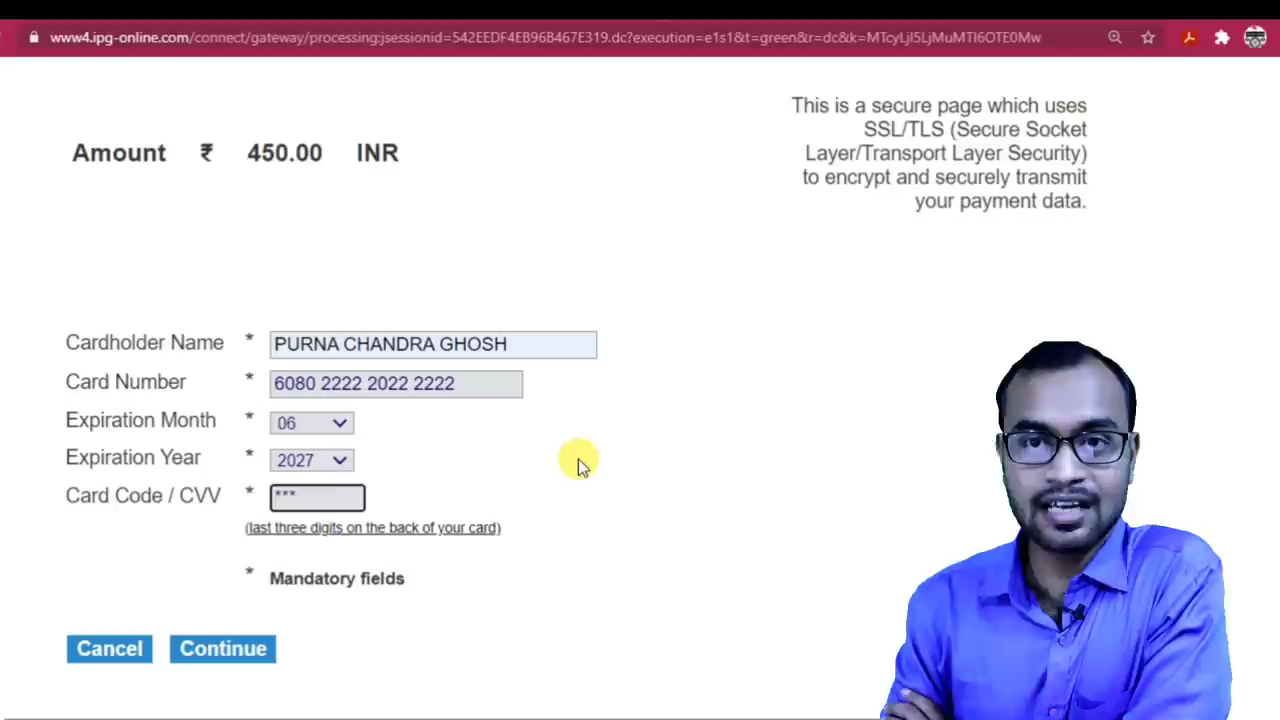 www4.ipg-online.com/connect/gateway/processing;jsessionid=542EEDF4EB96B467E319.dc?execution=e1s1&t=green&r=dc&k=MTcyLjI5LjMuMTI6OTE0Mw
This is a secure page which uses
SSL/TLS (Secure Socket
Layer/Transport Layer Security)
to encrypt and securely transmit
your payment data.
Amount ₹ 450.00 INR
Cardholder Name * PURNA CHANDRA GHOSH
Card Number * 6080 2222 2022 2222
Expiration Month * 06
Expiration Year * 2027
Card Code / CVV * ***
(last three digits on the back of your card)
* Mandatory fields
Cancel Continue